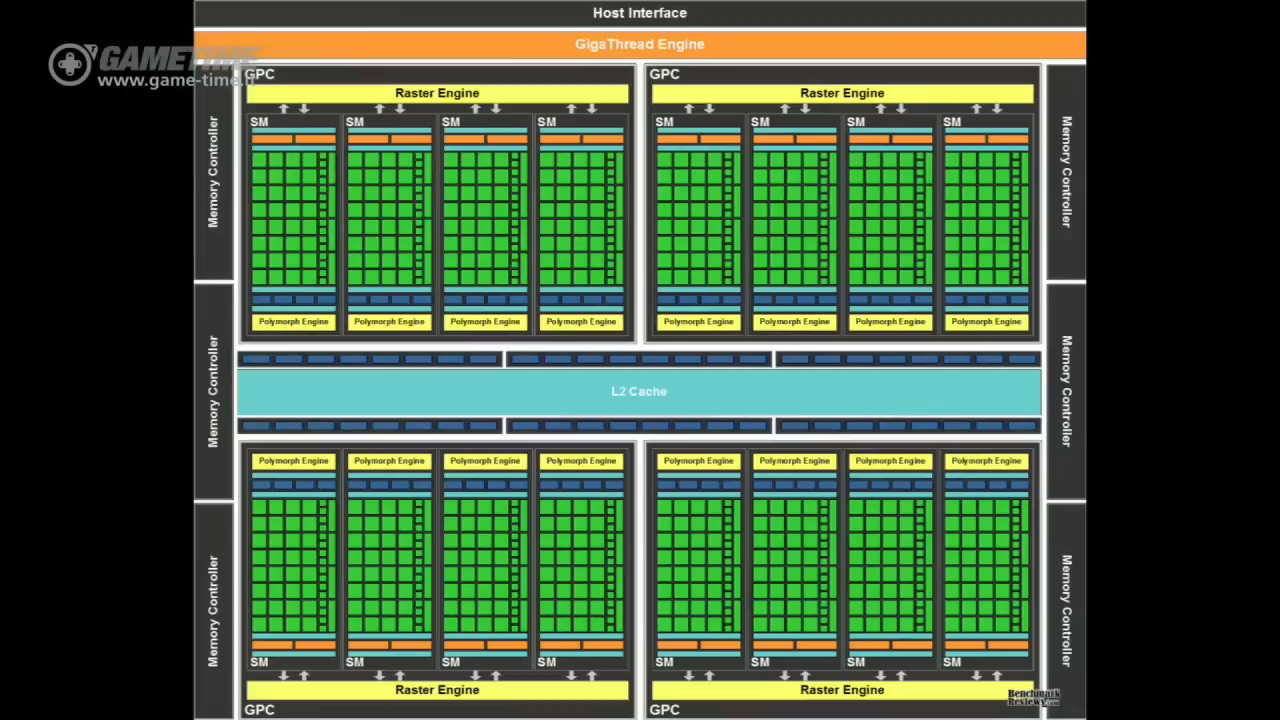 Host Interface
GigaThread Engine
GAMETIME
www.game-time.
GPC
GPC
Raster Engine
Raster Engine
SM
SM
SM
SM
SM
SM
SM
SM
Memory Controller
Memory Controller
Polymorph Engine
Polymorph Engine
Polymorph Engine
Polymorph Engine
Polymorph Engine
Polymorph Engine
Polymorph Engine
Polymorph Engine
L2 Cache
Memory Controller
Memory Controller
Polymorph Engine
Polymorph Engine
Polymorph Engine
Polymorph Engine
Polymorph Engine
Polymorph Engine
Polymorph Engine
Polymorph Engine
Memory Controller
Memory Controller
SM
SM
SM
SM
SM
SM
SM
SM
Raster Engine
Raster Engine
GPC
GPC
Benchmark
Reviews.com